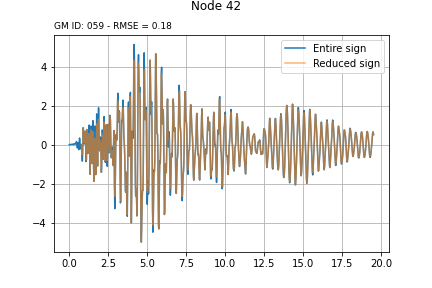 Node 42
GM ID: 059 - RMSE = 0.18
Entire sign
Reduced sign
4
2
0
−2
−4
0.0 2.5 5.0 7.5 10.0 12.5 15.0 17.5 20.0